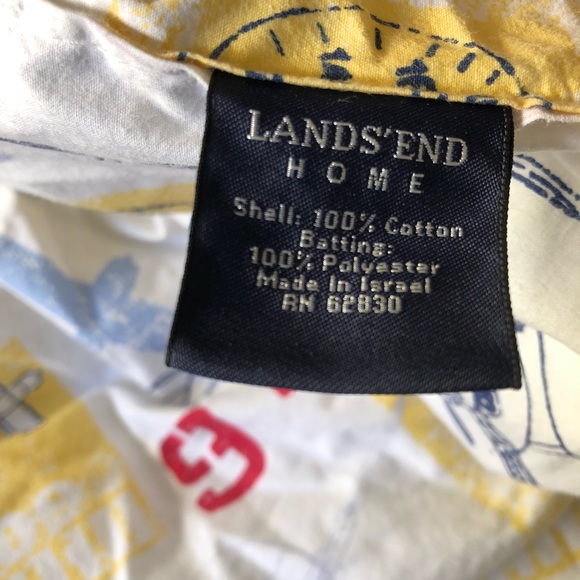 LANDS' END
HOME
Shell: 100% Cotton
Batting:
100% Polyester
Made In Israel
RN 62830